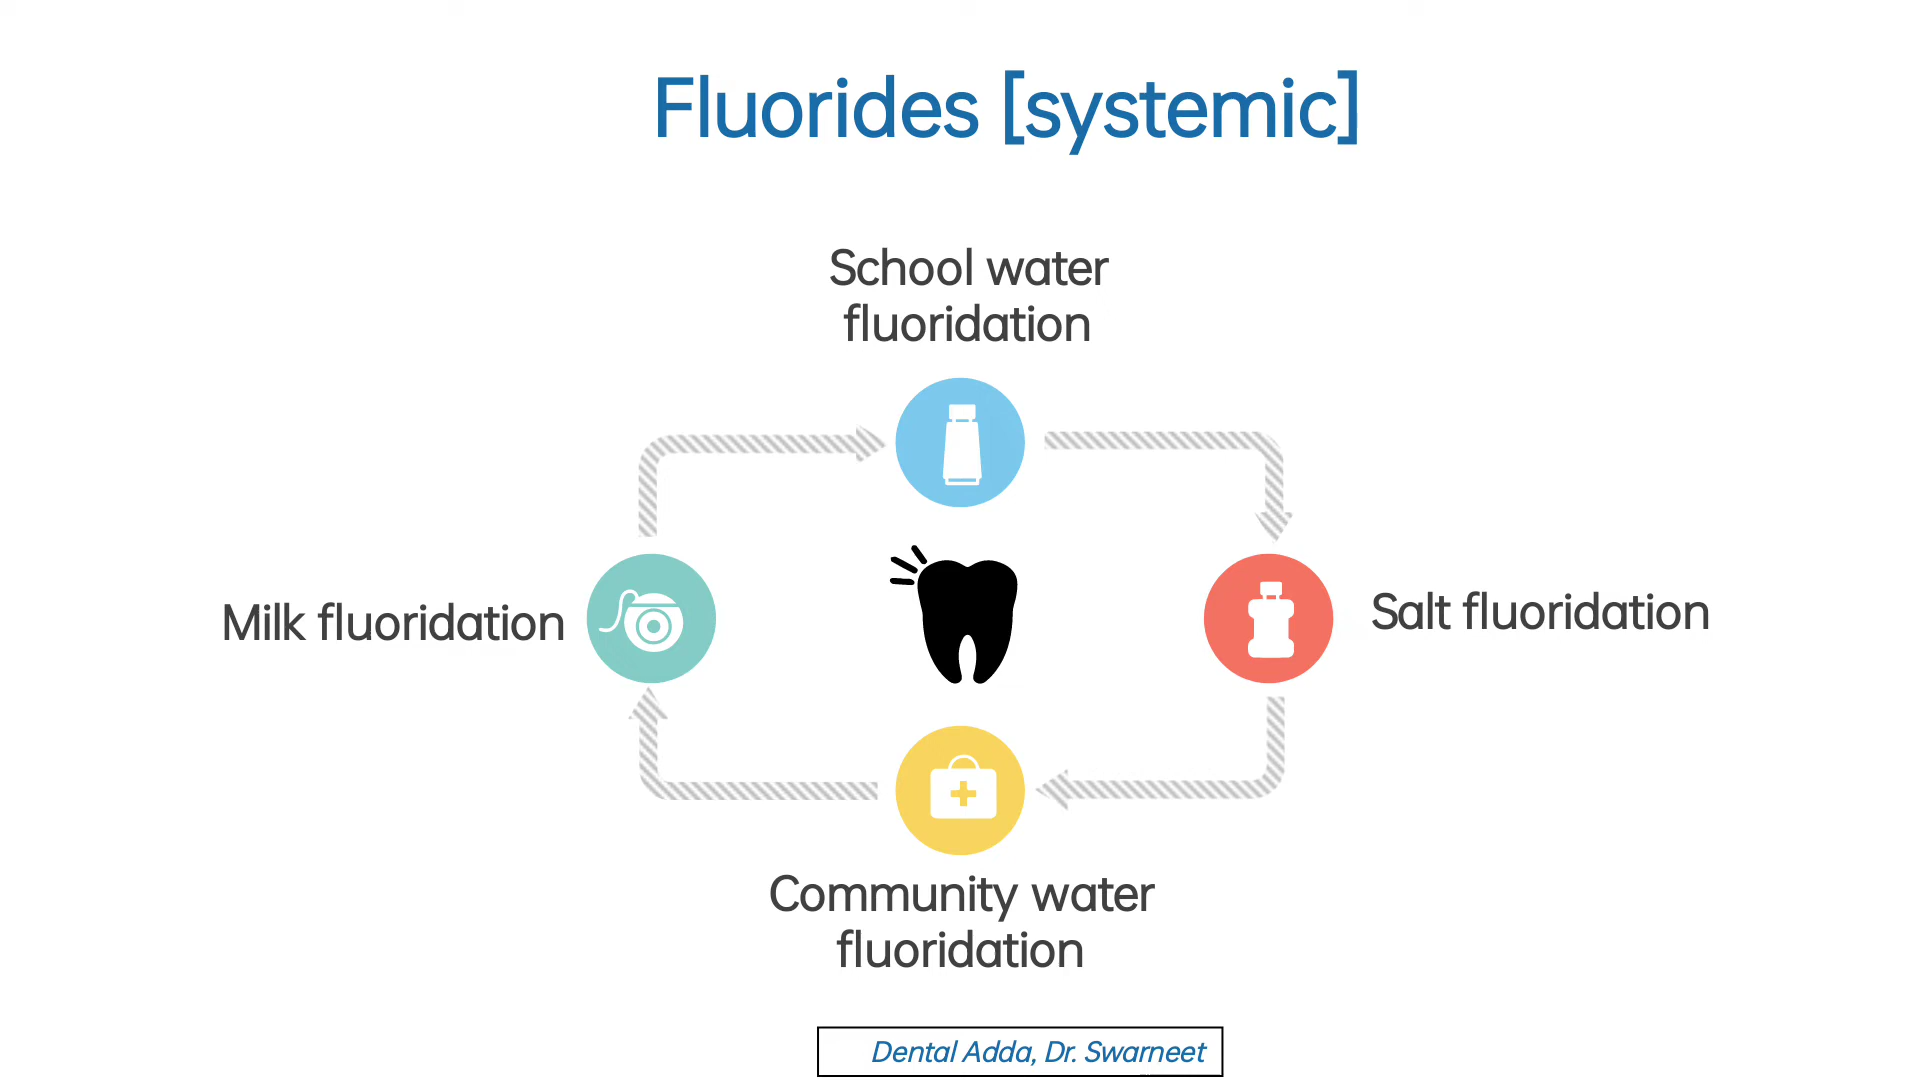 Fluorides [systemic]
School water
fluoridation
Milk fluoridation
Salt fluoridation
Community water
fluoridation
Dental Adda, Dr. Swarneet